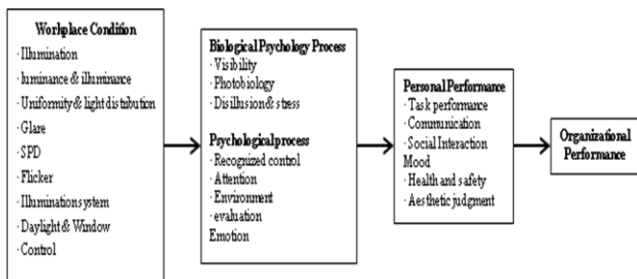 Workplace Condition
· Illumination
· luminance & illuminance
· Uniformity & light distribution
· Glare
· SPD
· Flicker
· Illumination system
· Daylight & Window
· Control
Biological Psychology Process
· Visibility
· Photobiology
· Disillusion & stress
Psychological process
· Recognized control
· Attention
· Environment
· evaluation
Emotion
Personal Performance
· Task performance
· Communication
· Social Interaction
Mood
· Health and safety
· Aesthetic judgment
Organizational
Performance